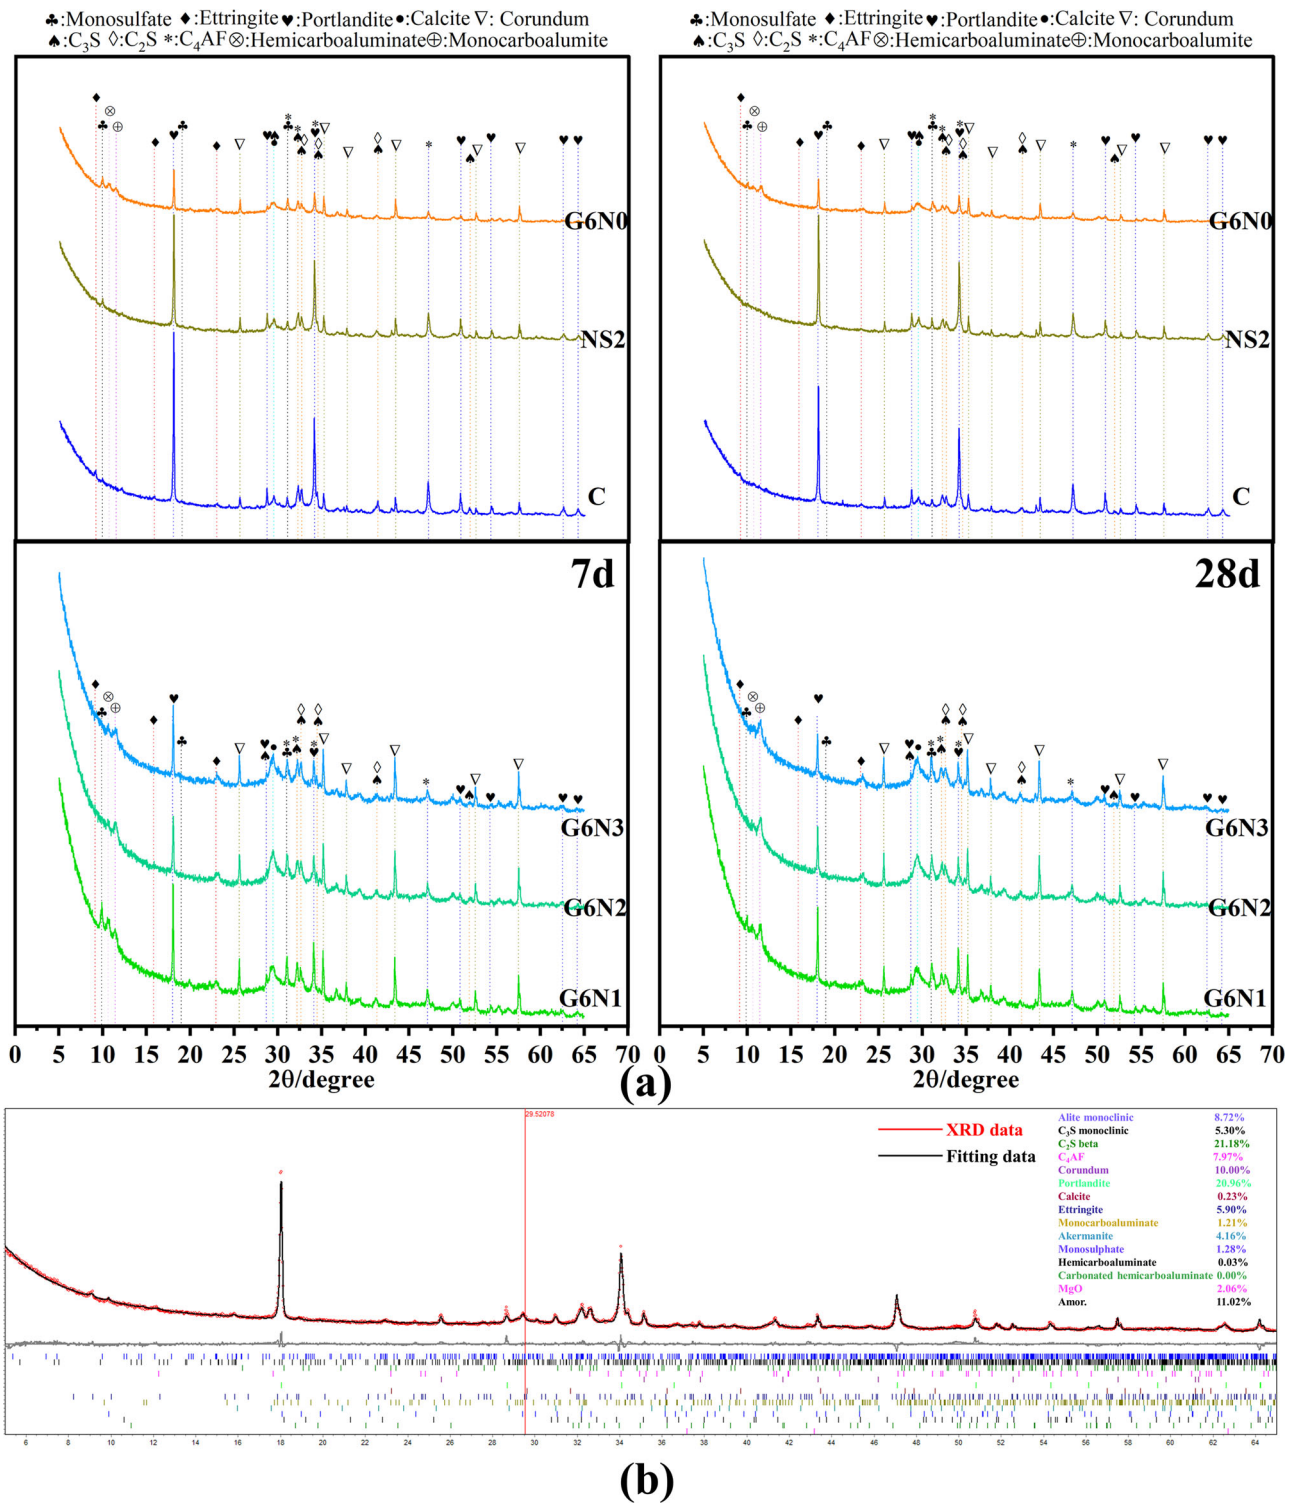 ♣:Monosulfate ♦:Ettringite ♥:Portlandite ●:Calcite ▽: Corundum
♠:C₃S ◊:C₂S *:C₄AF ⊗:Hemicarboaluminate ⊕:Monocarboalumite
G6N0
NS2
C
7d
G6N3
G6N2
G6N1
0 5 10 15 20 25 30 35 40 45 50 55 60 65 70
2θ/degree
♣:Monosulfate ♦:Ettringite ♥:Portlandite ●:Calcite ▽: Corundum
♠:C₃S ◊:C₂S *:C₄AF ⊗:Hemicarboaluminate ⊕:Monocarboalumite
G6N0
NS2
C
28d
G6N3
G6N2
G6N1
0 5 10 15 20 25 30 35 40 45 50 55 60 65 70
2θ/degree
(a)
29.52078
XRD data
Fitting data
Alite monoclinic 8.72%
C₃S monoclinic 5.30%
C₂S beta 21.18%
C₄AF 7.97%
Corundum 10.00%
Portlandite 20.96%
Calcite 0.23%
Ettringite 5.90%
Monocarboaluminate 1.21%
Akermanite 4.16%
Monosulphate 1.28%
Hemicarboaluminate 0.03%
Carbonated hemicarboaluminate 0.00%
MgO 2.06%
Amor. 11.02%
6 8 10 12 14 16 18 20 22 24 26 28 30 32 34 36 38 40 42 44 46 48 50 52 54 56 58 60 62 64
(b)